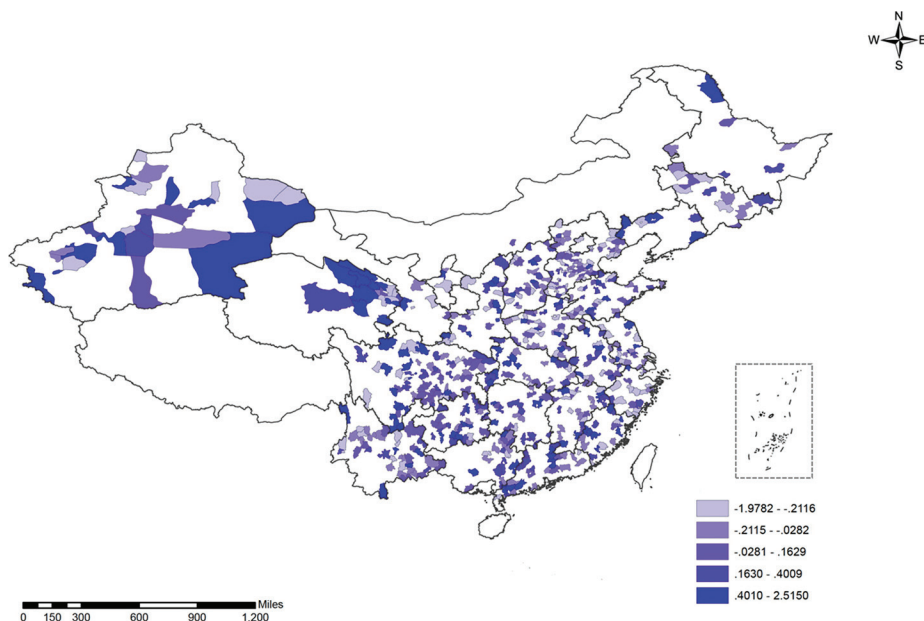 N
W E
S
-1.9782 - -.2116
-.2115 - -.0282
-.0281 - .1629
.1630 - .4009
.4010 - 2.5150
Miles
0 150 300 600 900 1.200